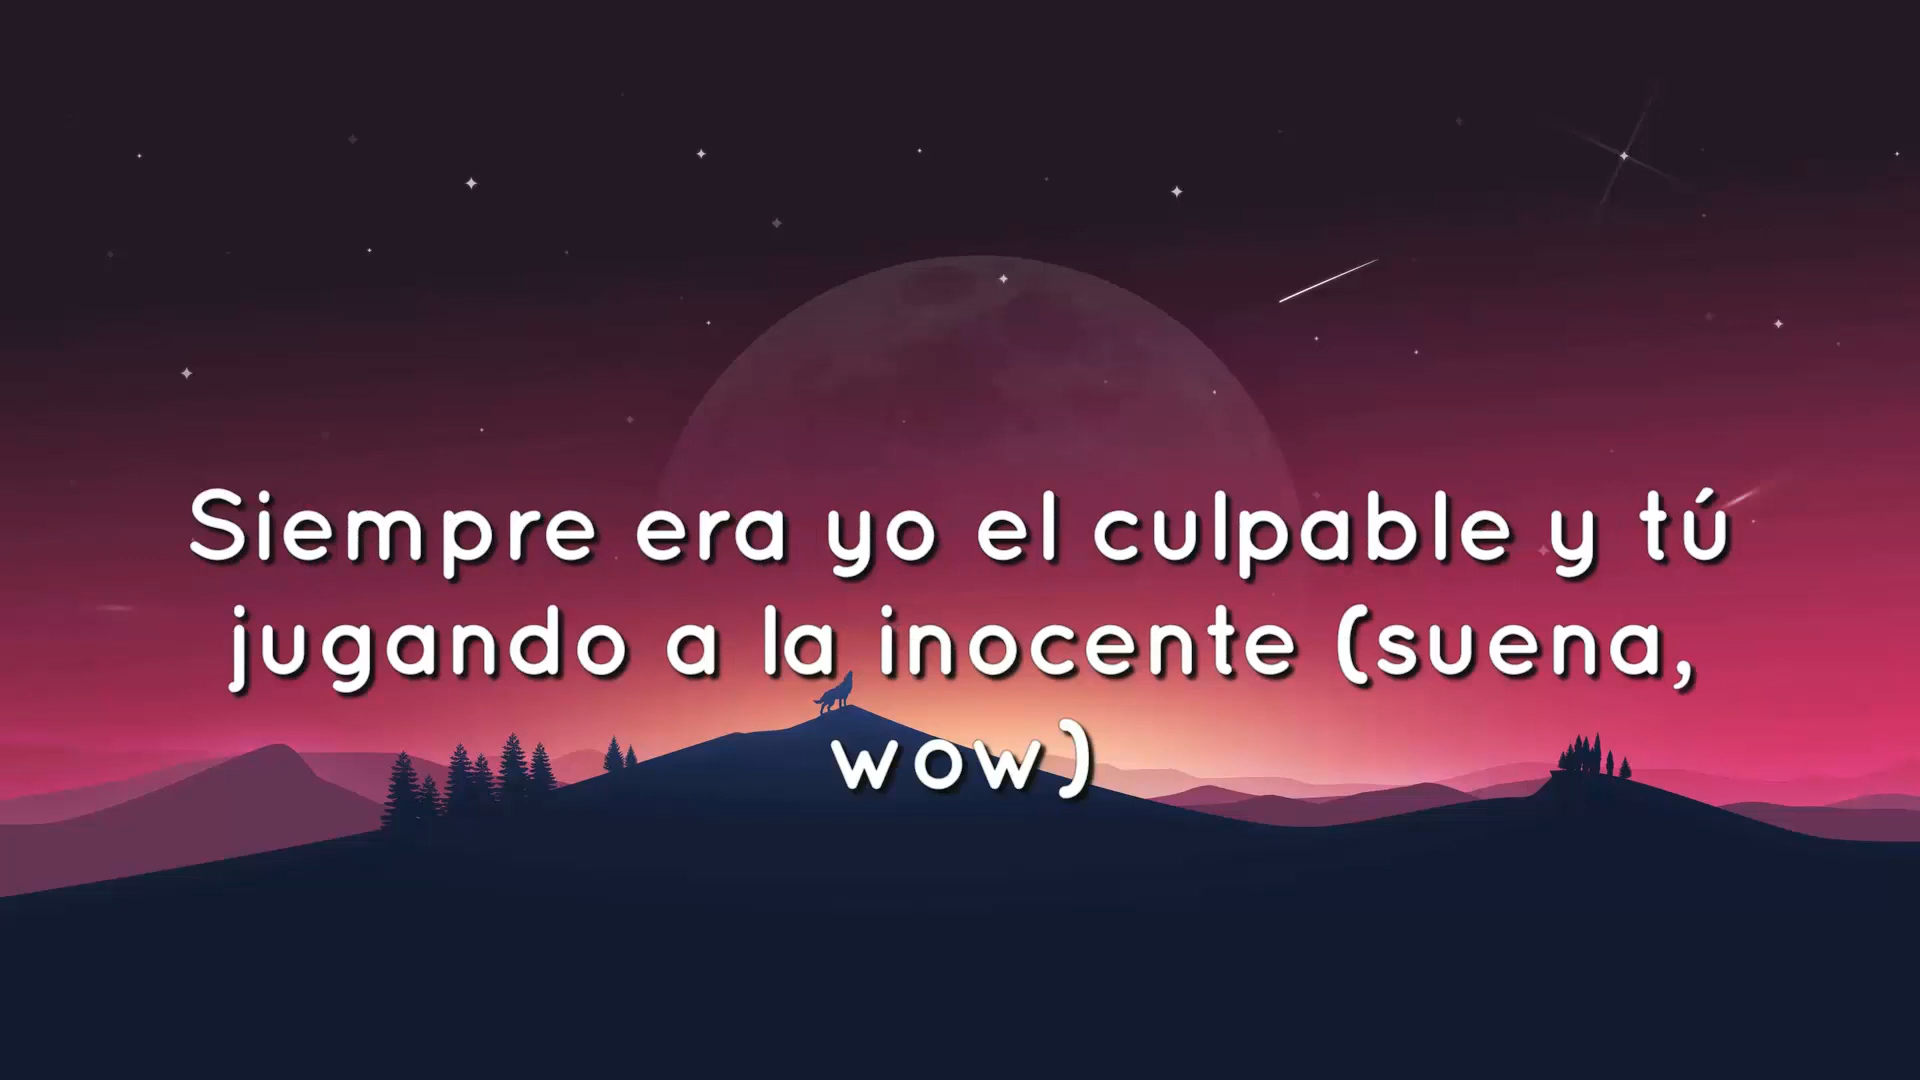 Siempre era yo el culpable y tú
jugando a la inocente (suena,
wow)